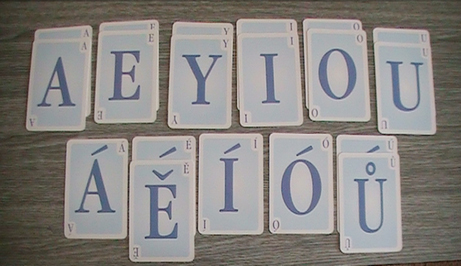 A E Y I O U
Á Ě Í Ó Ů